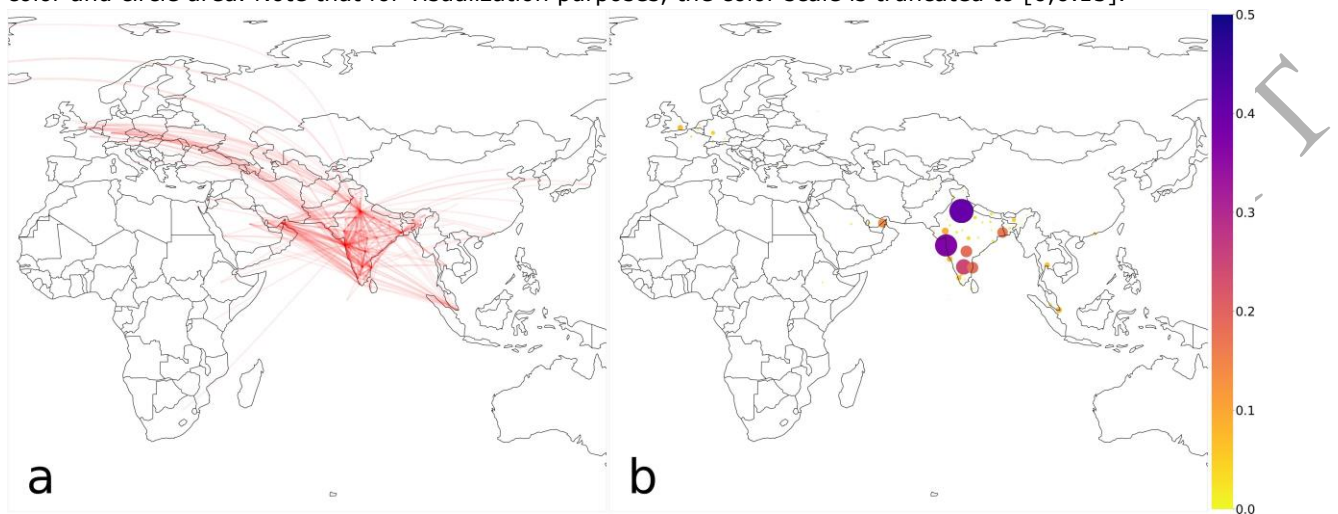 color and circle area. Note that for visualization purposes, the color scale is truncated to [0,0.15].
0.5
0.4
0.3
0.2
0.1
0.0
a
b
T